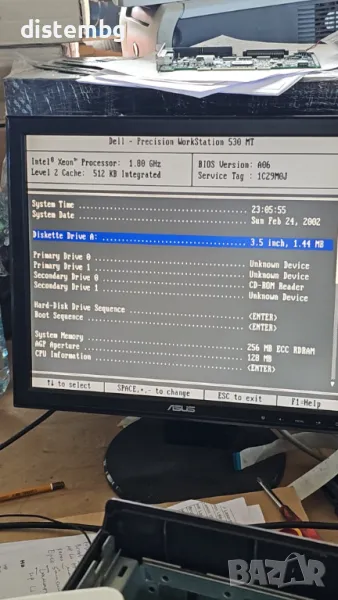 distembg
Dell - Precision WorkStation 530 MT
Intel® Xeon™ Processor: 1.80 GHz
Level 2 Cache: 512 KB Integrated
BIOS Version: A06
Service Tag : 1C29M0J
System Time ........ 23:05:55
System Date ........ Sun Feb 24, 2002
Diskette Drive A: ........ 3.5 inch, 1.44 MB
Primary Drive 0 ........ Unknown Device
Primary Drive 1 ........ Unknown Device
Secondary Drive 0 ........ CD-ROM Reader
Secondary Drive 1 ........ Unknown Device
Hard-Disk Drive Sequence ........ <ENTER>
Boot Sequence ........ <ENTER>
System Memory ........ 256 MB ECC RDRAM
AGP Aperture ........ 128 MB
CPU Information ........ <ENTER>
↑↓ to select
SPACE,+,- to change
ESC to exit
F1=Help
ASUS
BAZAR